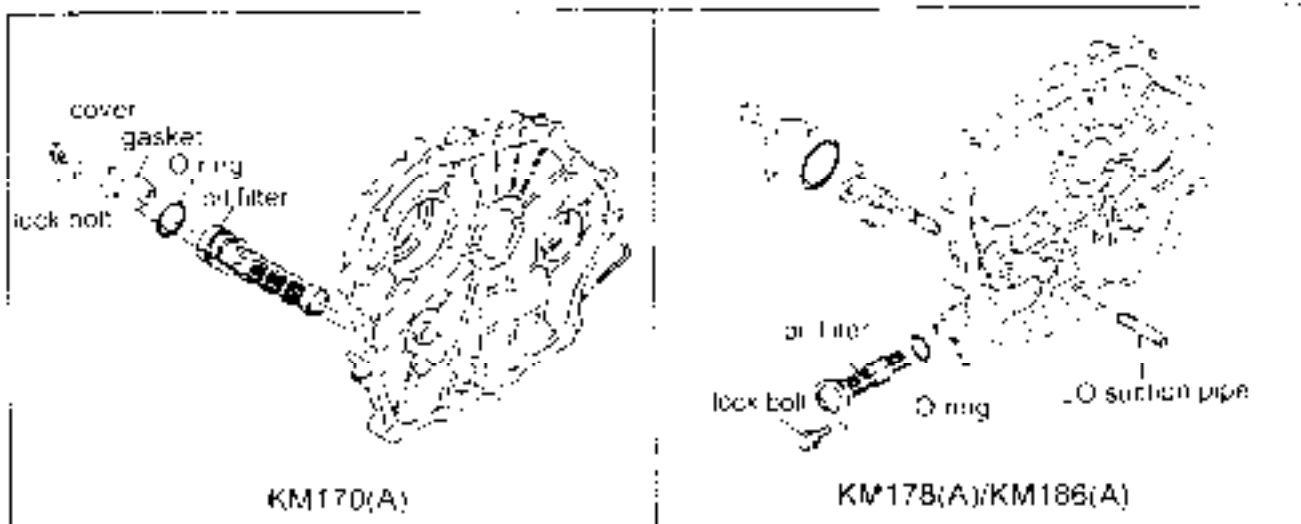 cover
gasket
O ring
oil filter
lock bolt
KM170(A)
oil filter
lock bolt
O ring
LO suction pipe
KM178(A)/KM186(A)